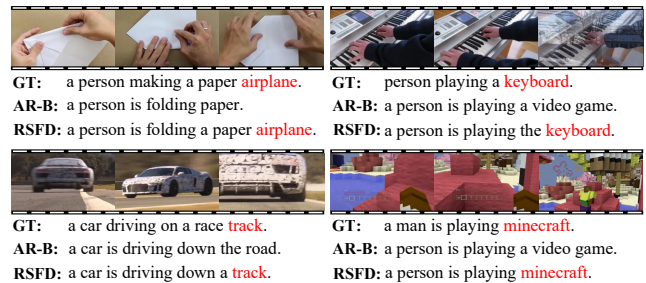 GT: a person making a paper airplane.
AR-B: a person is folding paper.
RSFD: a person is folding a paper airplane.
GT: person playing a keyboard.
AR-B: a person is playing a video game.
RSFD: a person is playing the keyboard.
GT: a car driving on a race track.
AR-B: a car is driving down the road.
RSFD: a car is driving down a track.
GT: a man is playing minecraft.
AR-B: a person is playing a video game.
RSFD: a person is playing minecraft.